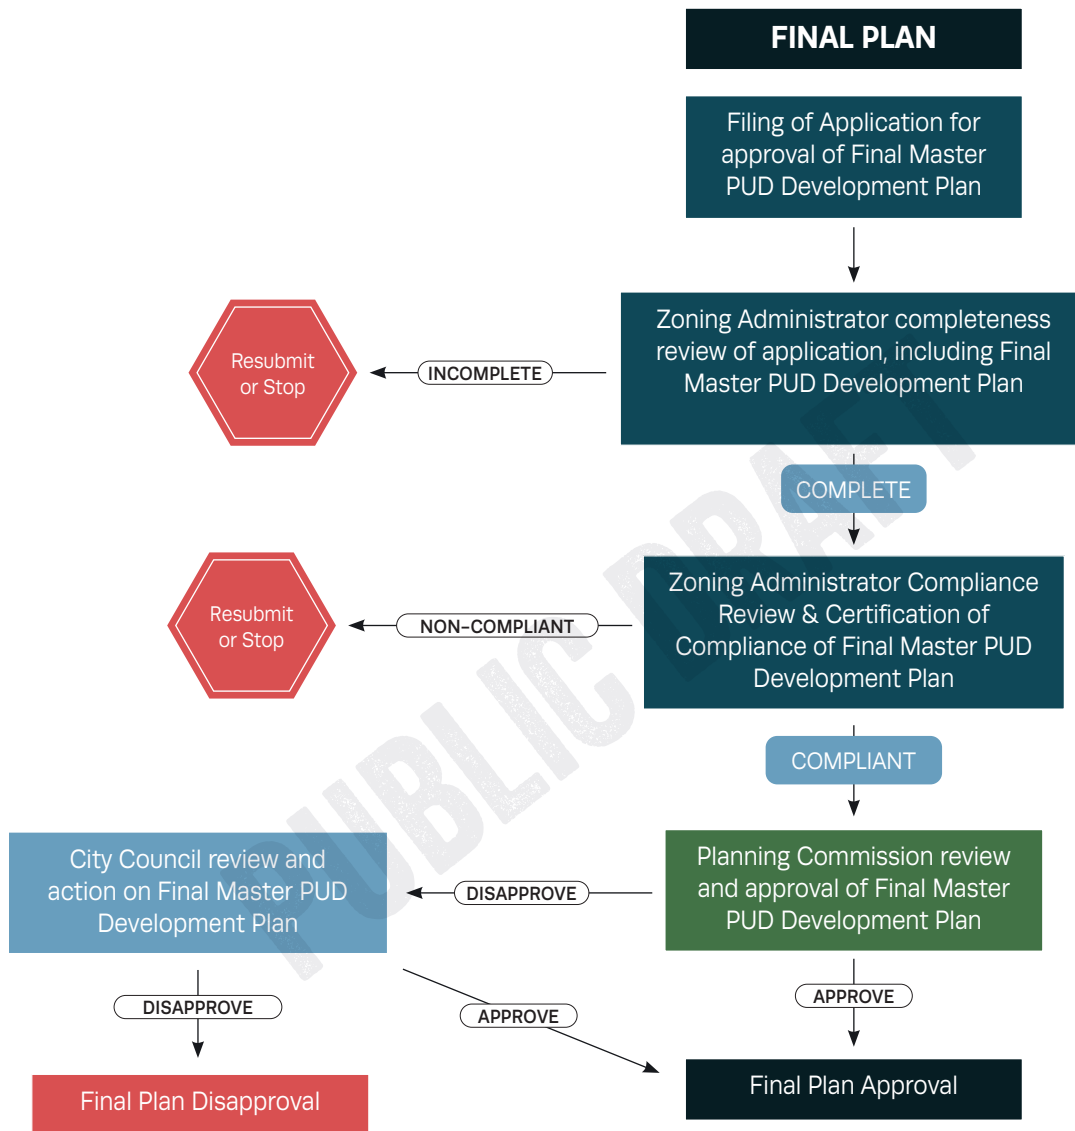 FINAL PLAN
Filing of Application for
approval of Final Master
PUD Development Plan
Zoning Administrator completeness
review of application, including Final
Master PUD Development Plan
INCOMPLETE
Resubmit
or Stop
COMPLETE
Zoning Administrator Compliance
Review & Certification of
Compliance of Final Master PUD
Development Plan
NON-COMPLIANT
Resubmit
or Stop
COMPLIANT
Planning Commission review
and approval of Final Master
PUD Development Plan
DISAPPROVE
City Council review and
action on Final Master PUD
Development Plan
DISAPPROVE
APPROVE
APPROVE
Final Plan Disapproval
Final Plan Approval
PUBLIC DRAFT